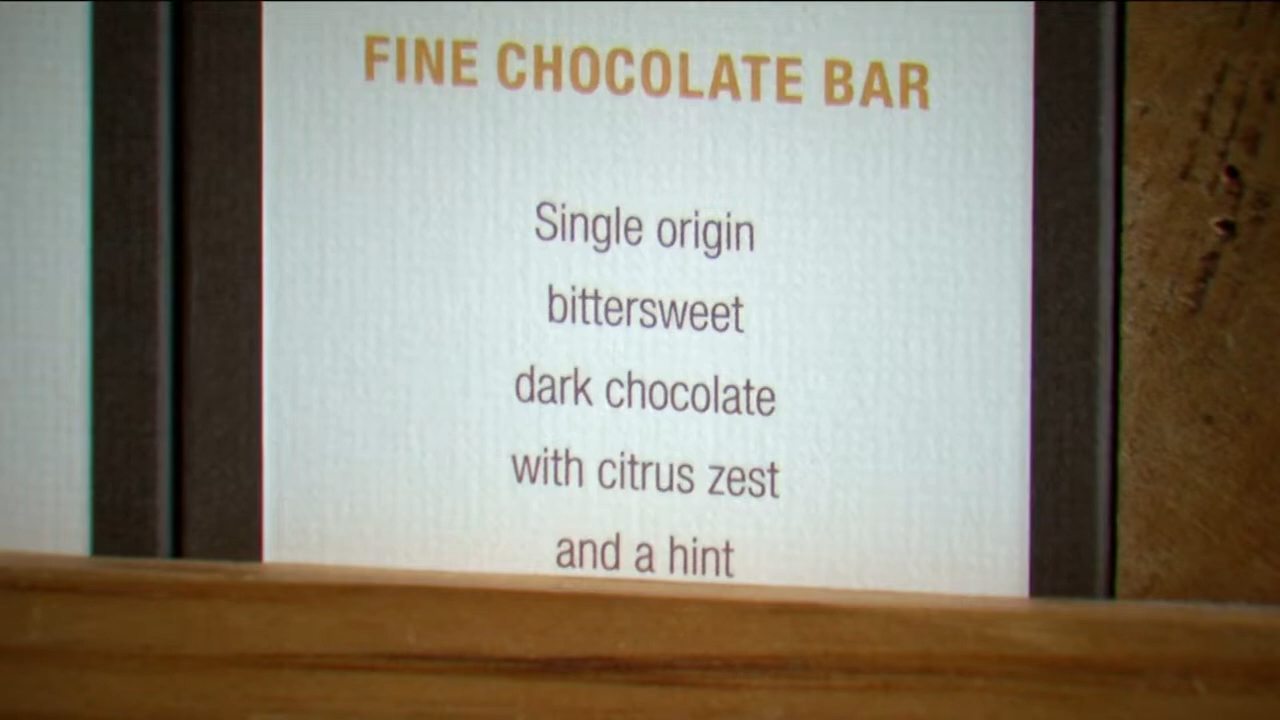 FINE CHOCOLATE BAR
Single origin
bittersweet
dark chocolate
with citrus zest
and a hint